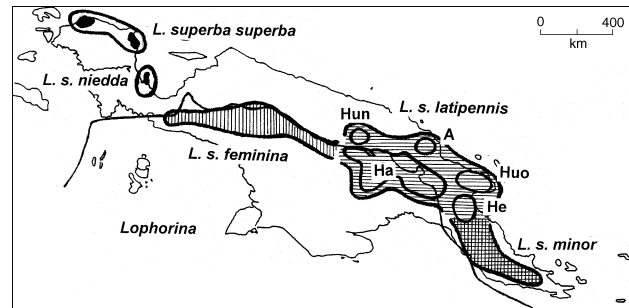 L. superba superba
0 400
km
L. s. niedda
Hun
L. s. latipennis
A
L. s. feminina
Ha
Huo
He
Lophorina
L. s. minor